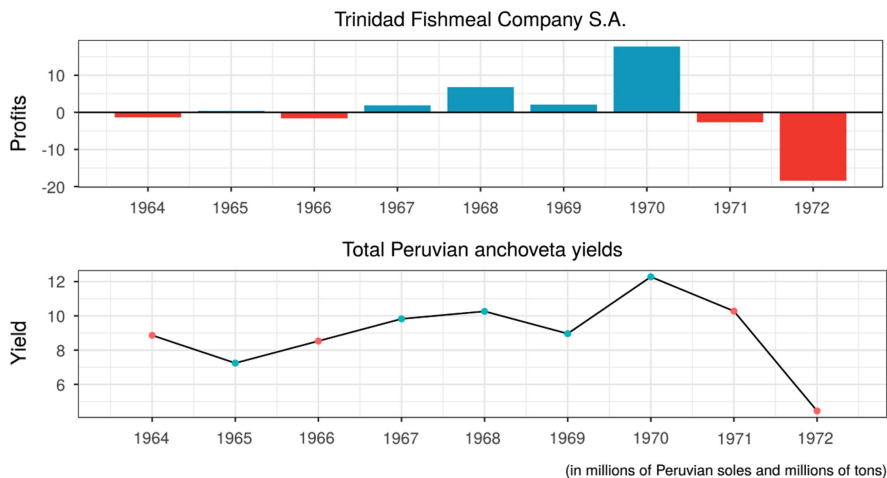 Trinidad Fishmeal Company S.A.
Profits
10
0
-10
-20
1964 1965 1966 1967 1968 1969 1970 1971 1972
Total Peruvian anchoveta yields
Yield
12
10
8
6
1964 1965 1966 1967 1968 1969 1970 1971 1972
(in millions of Peruvian soles and millions of tons)